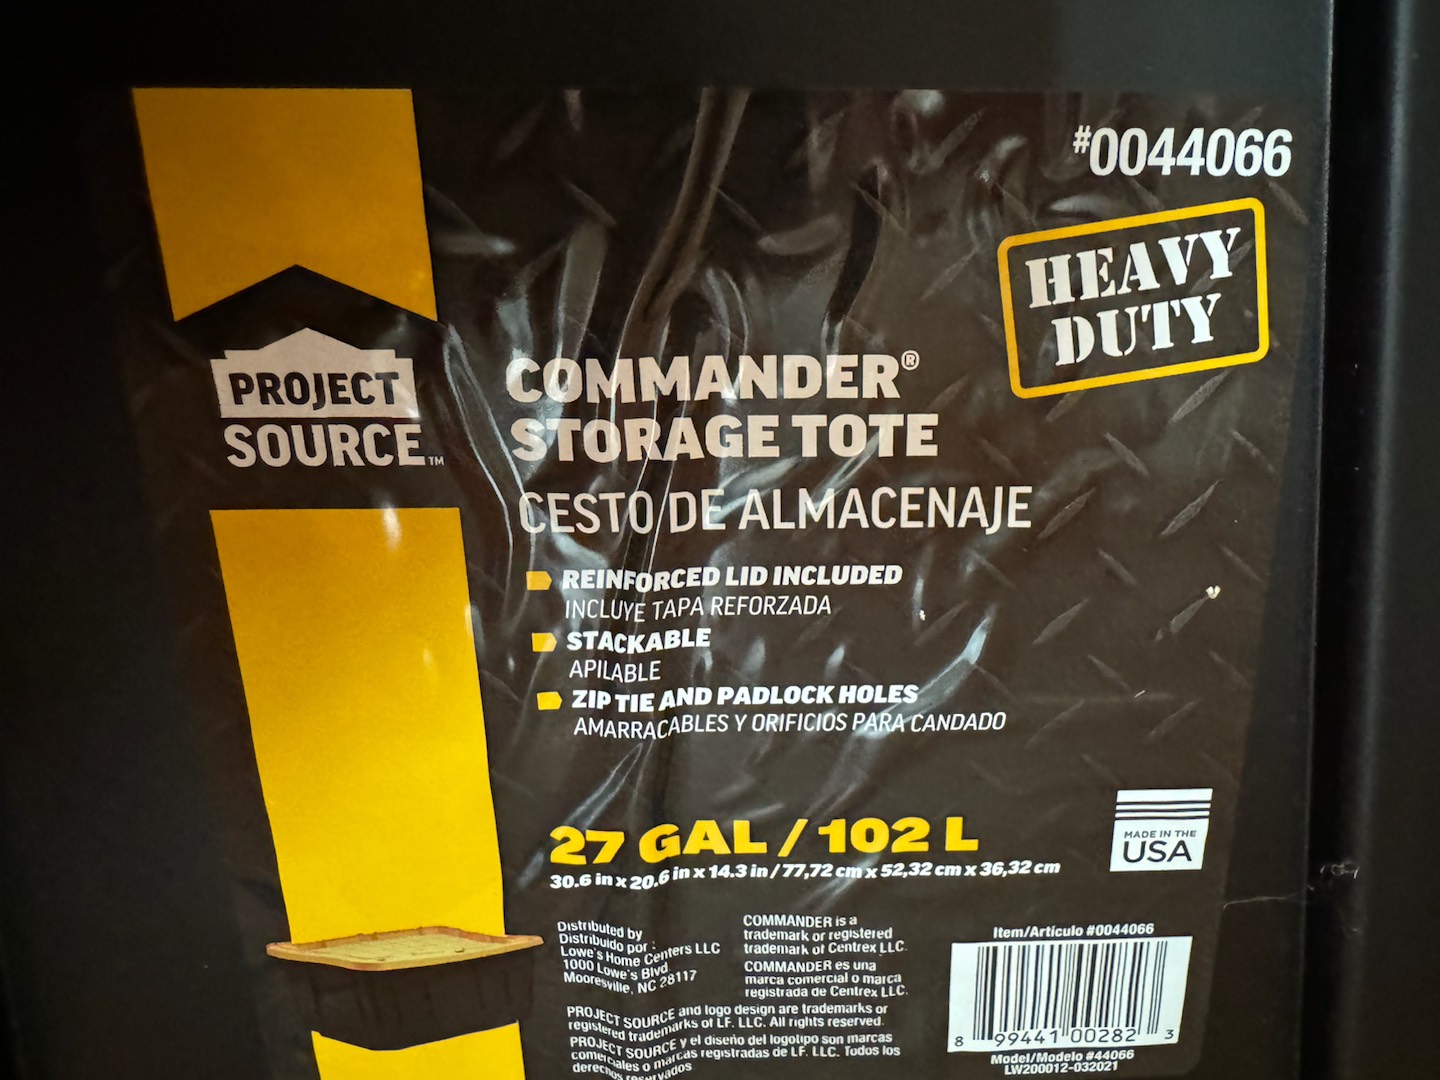 #0044066
HEAVY
DUTY
PROJECT
SOURCE™
COMMANDER®
STORAGE TOTE
CESTO DE ALMACENAJE
REINFORCED LID INCLUDED
INCLUYE TAPA REFORZADA
STACKABLE
APILABLE
ZIP TIE AND PADLOCK HOLES
AMARRACABLES Y ORIFICIOS PARA CANDADO
27 GAL / 102 L
30.6 in x 20.6 in x 14.3 in / 77,72 cm x 52,32 cm x 36,32 cm
MADE IN THE
USA
Distributed by
Distribuido por :
Lowe's Home Centers LLC
1000 Lowe's Blvd.
Mooresville, NC 28117
COMMANDER is a
trademark or registered
trademark of Centrex LLC.
COMMANDER es una
marca comercial o marca
registrada de Centrex LLC.
PROJECT SOURCE and logo design are trademarks or
registered trademarks of LF, LLC. All rights reserved.
PROJECT SOURCE y el diseño del logotipo son marcas
comerciales o marcas registradas de LF, LLC. Todos los
derechos reservados
Item/Artículo #0044066
8 99441 00282 3
Model/Modelo #44066
LW200012-032021